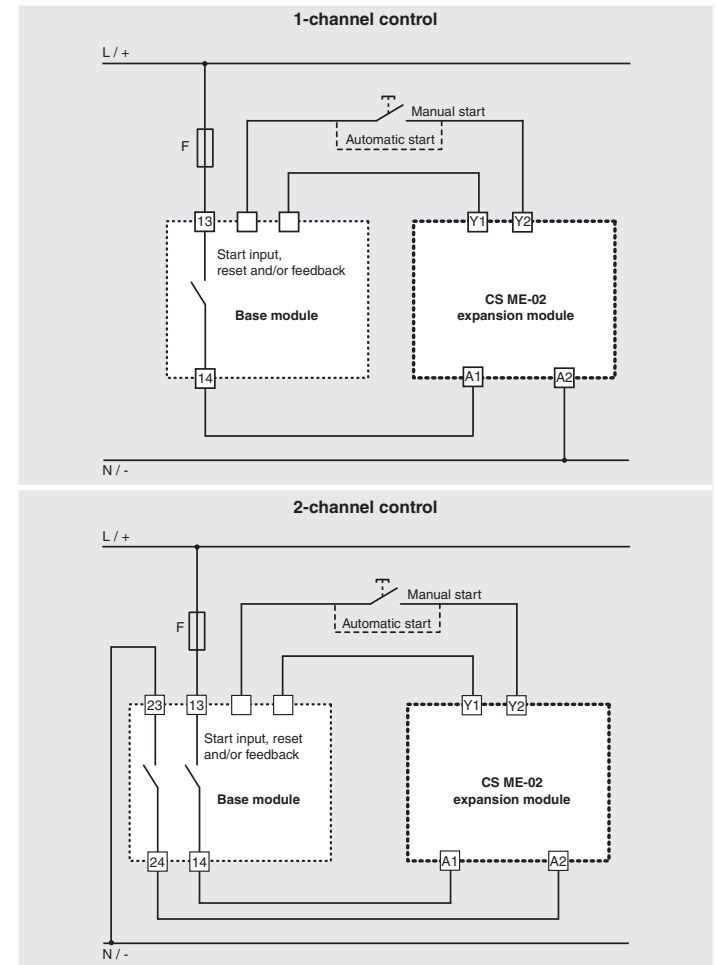 1-channel control
L / +
Manual start
Automatic start
F
13
Y1 Y2
Start input,
reset and/or feedback
Base module
CS ME-02
expansion module
14
A1 A2
N / -
2-channel control
L / +
Manual start
Automatic start
F
23 13
Y1 Y2
Start input, reset
and/or feedback
Base module
CS ME-02
expansion module
24 14
A1 A2
N / -